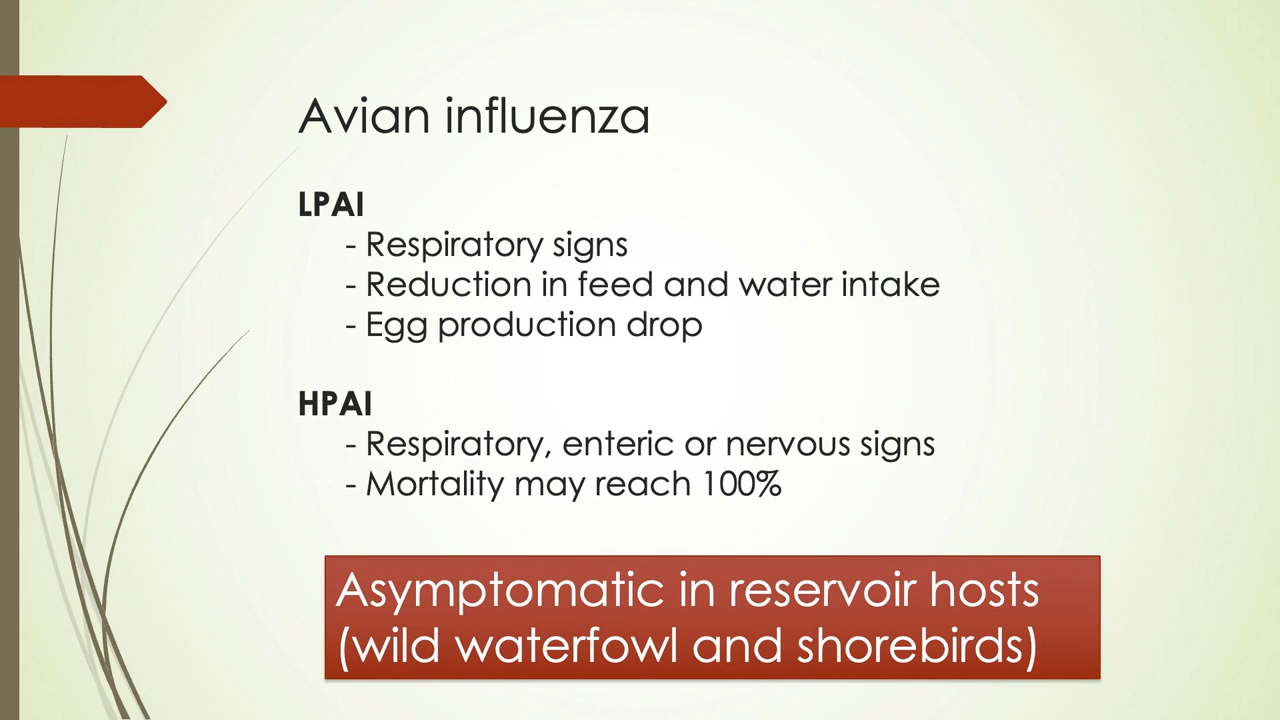 Avian influenza
LPAI
- Respiratory signs
- Reduction in feed and water intake
- Egg production drop
HPAI
- Respiratory, enteric or nervous signs
- Mortality may reach 100%
Asymptomatic in reservoir hosts
(wild waterfowl and shorebirds)